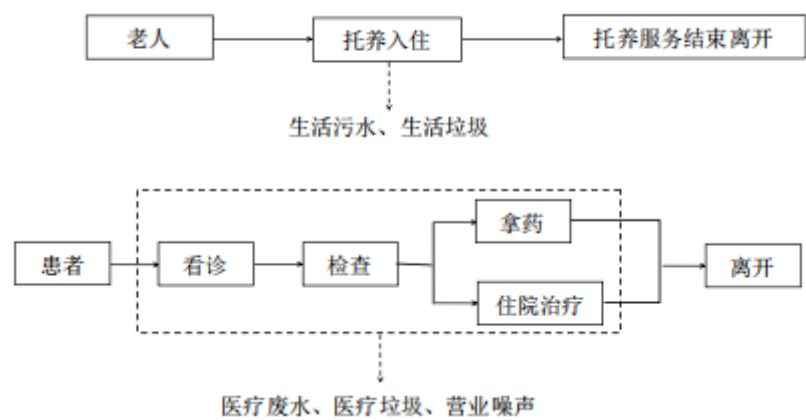 老人
托养入住
托养服务结束离开
生活污水、生活垃圾
患者
看诊
检查
拿药
住院治疗
离开
医疗废水、医疗垃圾、营业噪声